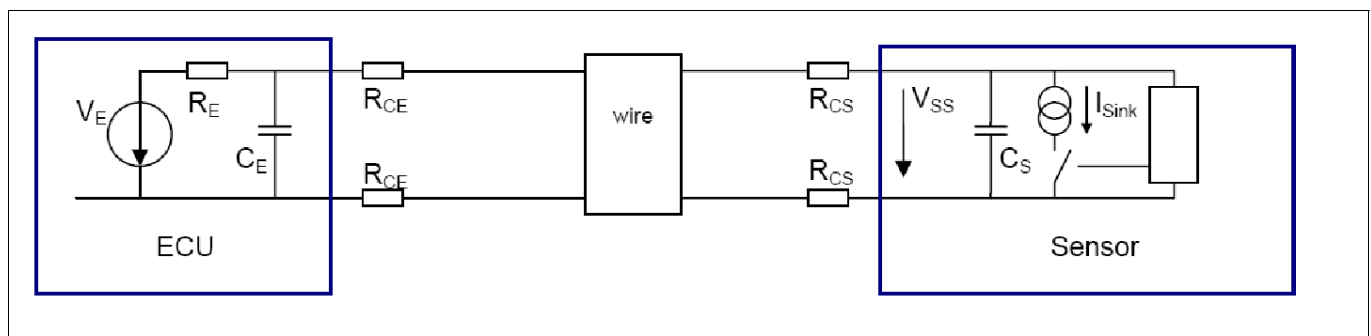 V_E
R_E
C_E
R_CE
R_CE
wire
R_CS
R_CS
V_SS
C_S
I_Sink
ECU
Sensor